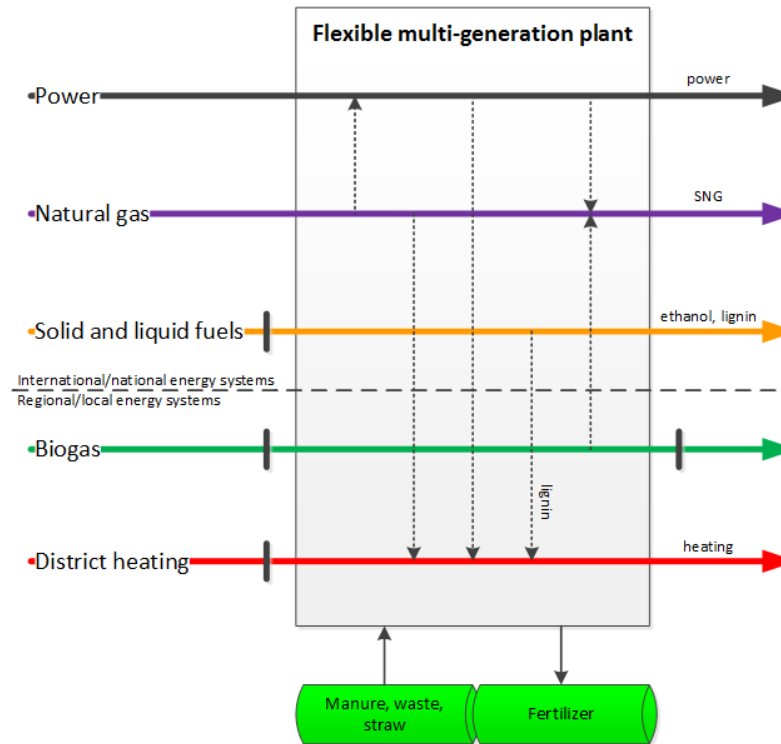 Flexible multi-generation plant
power
Power
SNG
Natural gas
ethanol, lignin
Solid and liquid fuels
International/national energy systems
Regional/local energy systems
Biogas
lignin
heating
District heating
Manure, waste,
straw
Fertilizer